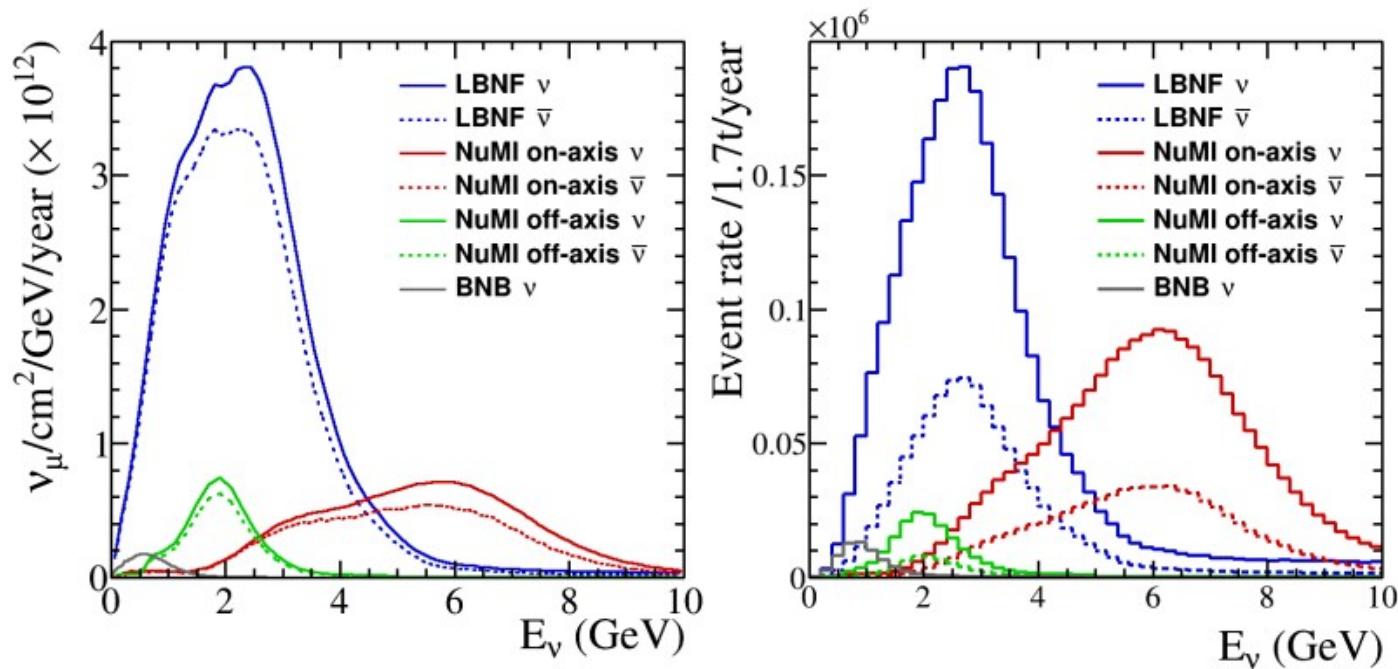 ν_μ/cm²/GeV/year (× 10¹²)
4
3
2
1
0
0 2 4 6 8 10
E_ν (GeV)
LBNF ν
LBNF ν̅
NuMI on-axis ν
NuMI on-axis ν̅
NuMI off-axis ν
NuMI off-axis ν̅
BNB ν
×10⁶
Event rate /1.7t/year
0.15
0.1
0.05
0
0 2 4 6 8 10
E_ν (GeV)
LBNF ν
LBNF ν̅
NuMI on-axis ν
NuMI on-axis ν̅
NuMI off-axis ν
NuMI off-axis ν̅
BNB ν